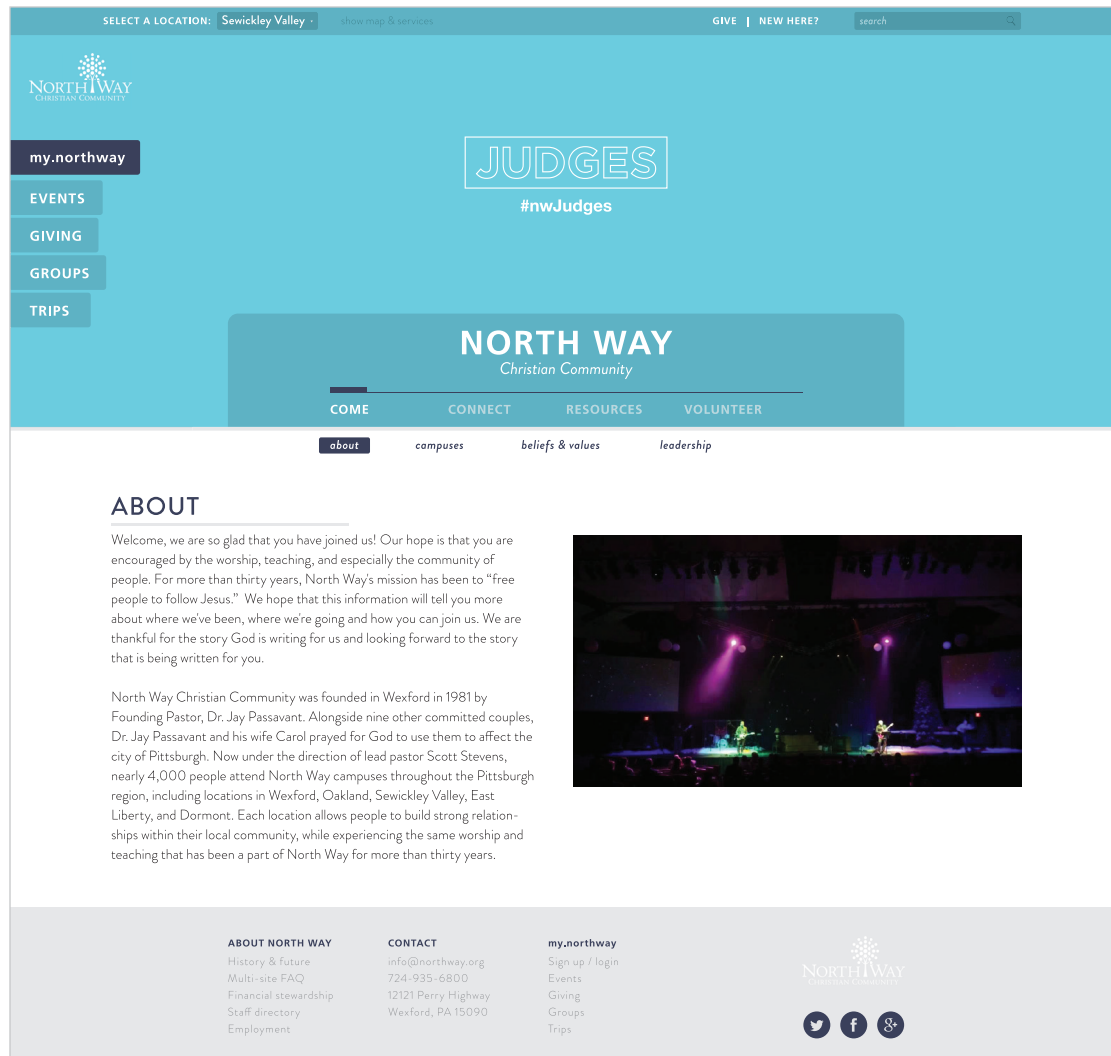 SELECT A LOCATION: Sewickley Valley show map & services GIVE | NEW HERE? search
NORTH WAY
CHRISTIAN COMMUNITY
my.northway
EVENTS
GIVING
GROUPS
TRIPS
JUDGES
#nwJudges
NORTH WAY
Christian Community
COME CONNECT RESOURCES VOLUNTEER
about campuses beliefs & values leadership
ABOUT
Welcome, we are so glad that you have joined us! Our hope is that you are
encouraged by the worship, teaching, and especially the community of
people. For more than thirty years, North Way's mission has been to “free
people to follow Jesus.” We hope that this information will tell you more
about where we've been, where we're going and how you can join us. We are
thankful for the story God is writing for us and looking forward to the story
that is being written for you.
North Way Christian Community was founded in Wexford in 1981 by
Founding Pastor, Dr. Jay Passavant. Alongside nine other committed couples,
Dr. Jay Passavant and his wife Carol prayed for God to use them to affect the
city of Pittsburgh. Now under the direction of lead pastor Scott Stevens,
nearly 4,000 people attend North Way campuses throughout the Pittsburgh
region, including locations in Wexford, Oakland, Sewickley Valley, East
Liberty, and Dormont. Each location allows people to build strong relation-
ships within their local community, while experiencing the same worship and
teaching that has been a part of North Way for more than thirty years.
ABOUT NORTH WAY
History & future
Multi-site FAQ
Financial stewardship
Staff directory
Employment
CONTACT
info@northway.org
724-935-6800
12121 Perry Highway
Wexford, PA 15090
my.northway
Sign up / login
Events
Giving
Groups
Trips
NORTH WAY
CHRISTIAN COMMUNITY